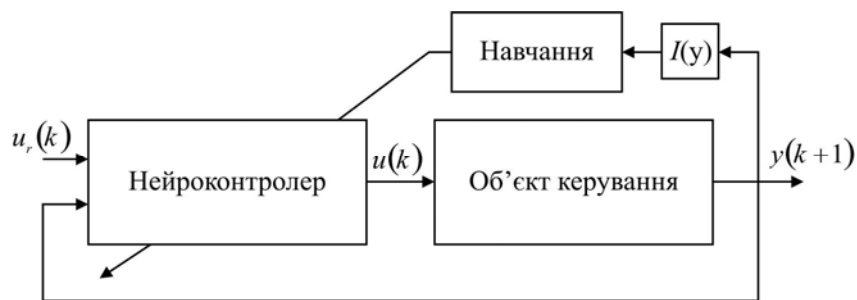 Навчання
I(y)
u_r(k)
Нейроконтролер
u(k)
Об’єкт керування
y(k+1)